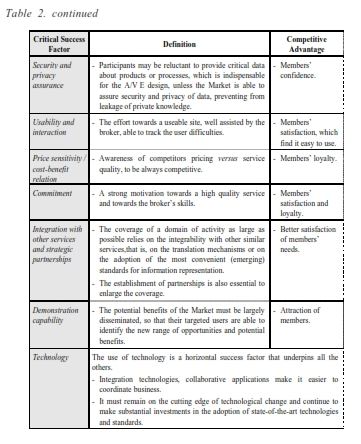 Table 2. continued
Critical Success
Factor
Definition
Competitive
Advantage
Security and
privacy
assurance
- Participants may be reluctant to provide critical data
about products or processes, which is indispensable
for the A/V E design, unless the Market is able to
assure security and privacy of data, preventing from
leakage of private knowledge.
- Members'
confidence.
Usability and
interaction
- The effort towards a useable site, well assisted by the
broker, able to track the user difficulties.
- Members'
satisfaction, which
find it easy to use.
Price sensitivity /
cost-benefit
relation
- Awareness of competitors pricing versus service
quality, to be always competitive.
- Members' loyalty.
Commitment
- A strong motivation towards a high quality service
and towards the broker's skills.
- Members'
satisfaction and
loyalty.
Integration with
other services
and strategic
partnerships
- The coverage of a domain of activity as large as
possible relies on the integrability with other similar
services,that is, on the translation mechanisms or on
the adoption of the most convenient (emerging)
standards for information representation.
- The establishment of partnerships is also essential to
enlarge the coverage.
- Better satisfaction
of members'
needs.
Demonstration
capability
- The potential benefits of the Market must be largely
disseminated, so that their targeted users are able to
identify the new range of opportunities and potential
benefits.
- Attraction of
members.
Technology
The use of technology is a horizontal success factor that underpins all the
others.
- Integration technologies, collaborative applications make it easier to
coordinate business.
- It must remain on the cutting edge of technological change and continue to
make substantial investments in the adoption of state-of-the-art technologies
and standards.